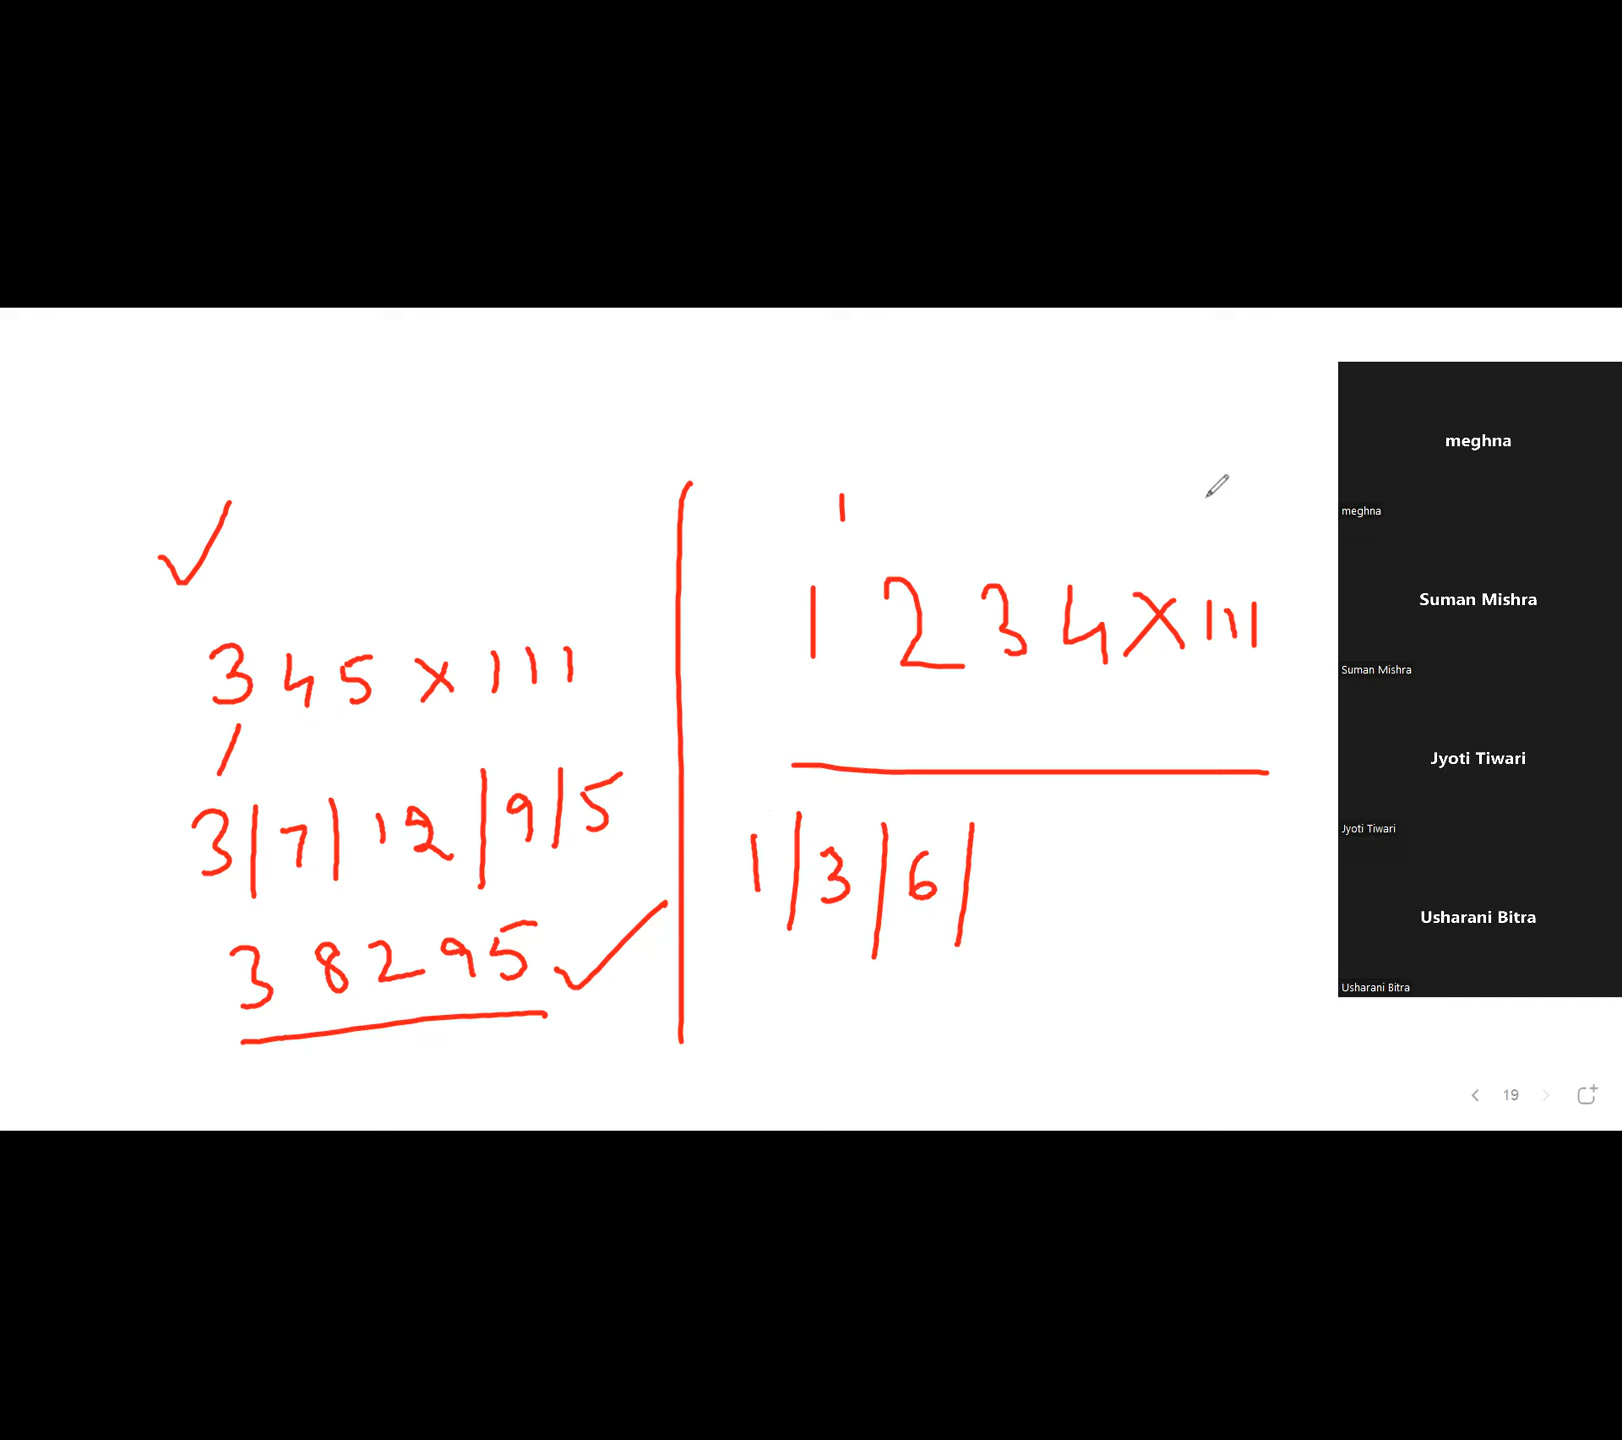 345 × 111
3/7/12/9/5
38295
1
1234 × 111
1/3/6/
meghna
meghna
Suman Mishra
Suman Mishra
Jyoti Tiwari
Jyoti Tiwari
Usharani Bitra
Usharani Bitra
19